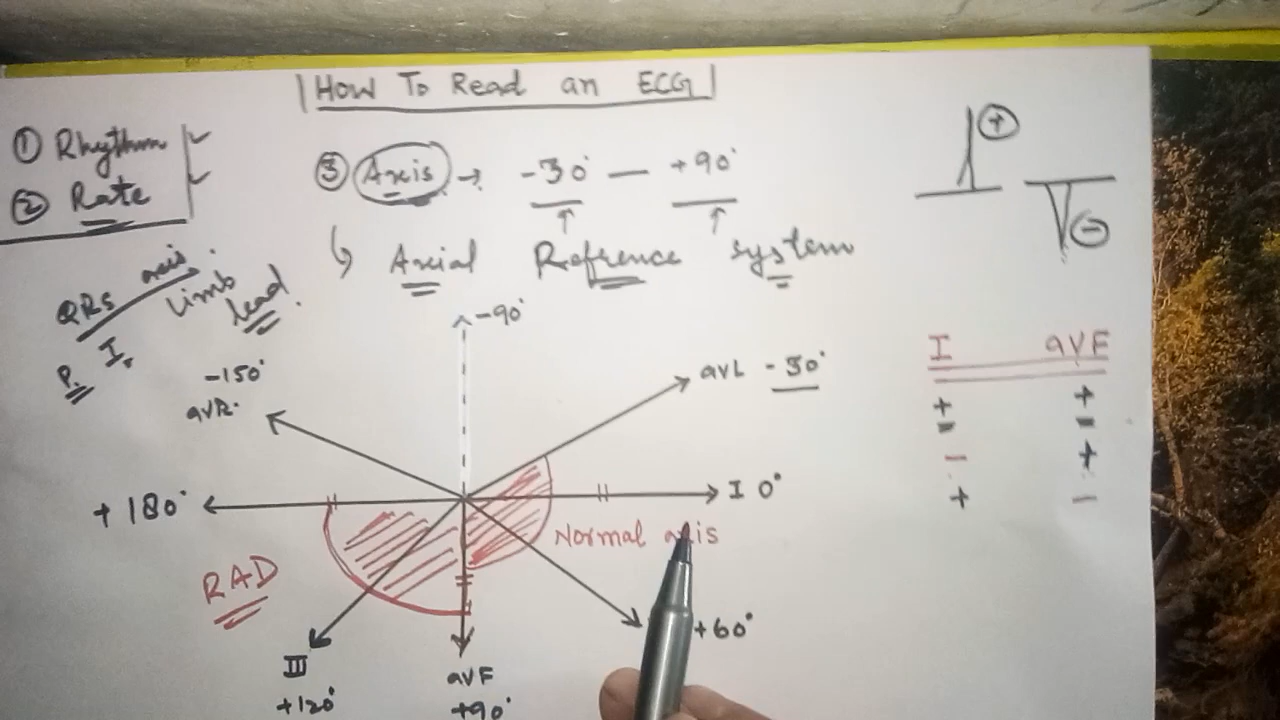 How To Read an ECG
① Rhythm ✓
② Rate ✓
③ Axis → -30° — +90°
Axial Refrence system
QRS axis.
limb lead.
P. I.
-90°
-150°
aVR.
aVL -30°
+180°
I 0°
Normal axis
RAD
III
+120°
aVF
+90°
+60°
+
-
I aVF
+ +
- +
+ -